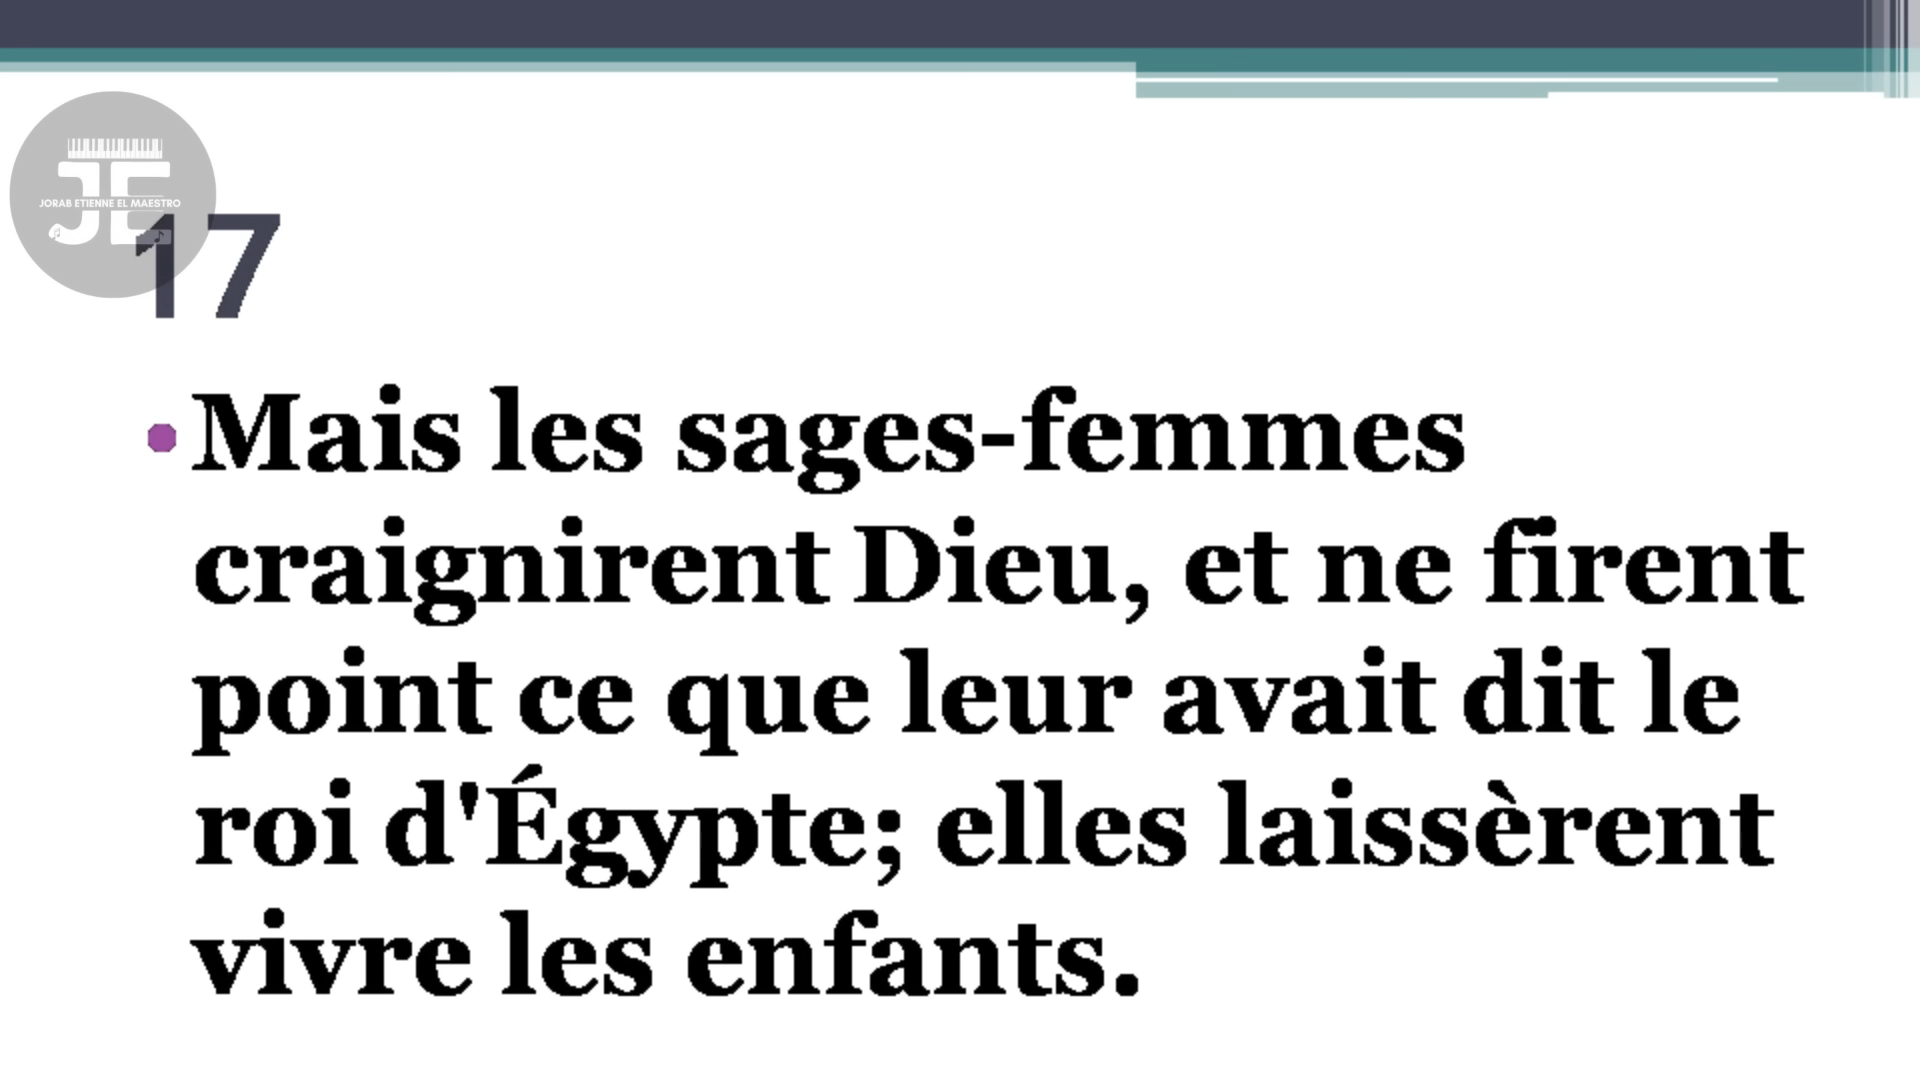 JE
JORAB ETIENNE EL MAESTRO
17
Mais les sages-femmes
craignirent Dieu, et ne firent
point ce que leur avait dit le
roi d'Égypte; elles laissèrent
vivre les enfants.